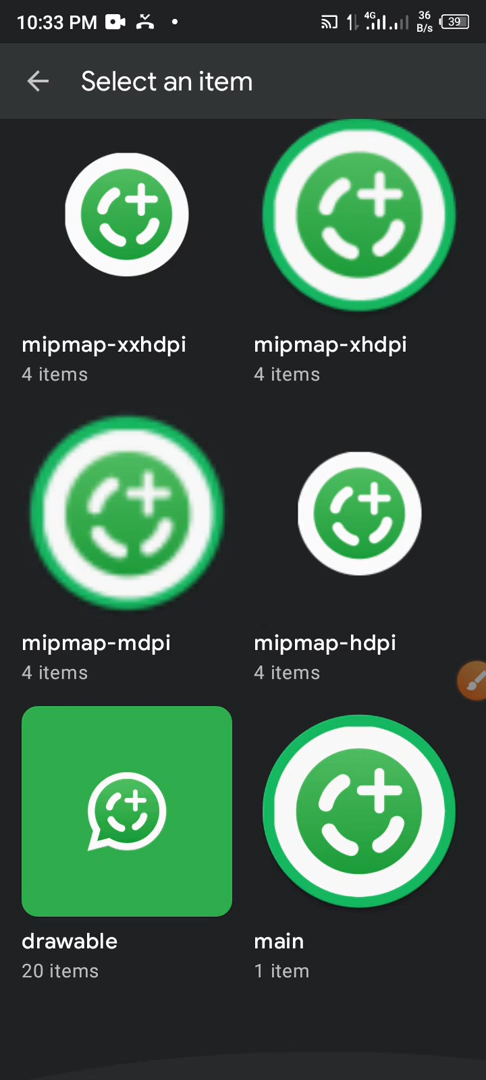 10:33 PM 4G 36 B/s 39
Select an item
mipmap-xxhdpi
4 items
mipmap-xhdpi
4 items
mipmap-mdpi
4 items
mipmap-hdpi
4 items
drawable
20 items
main
1 item